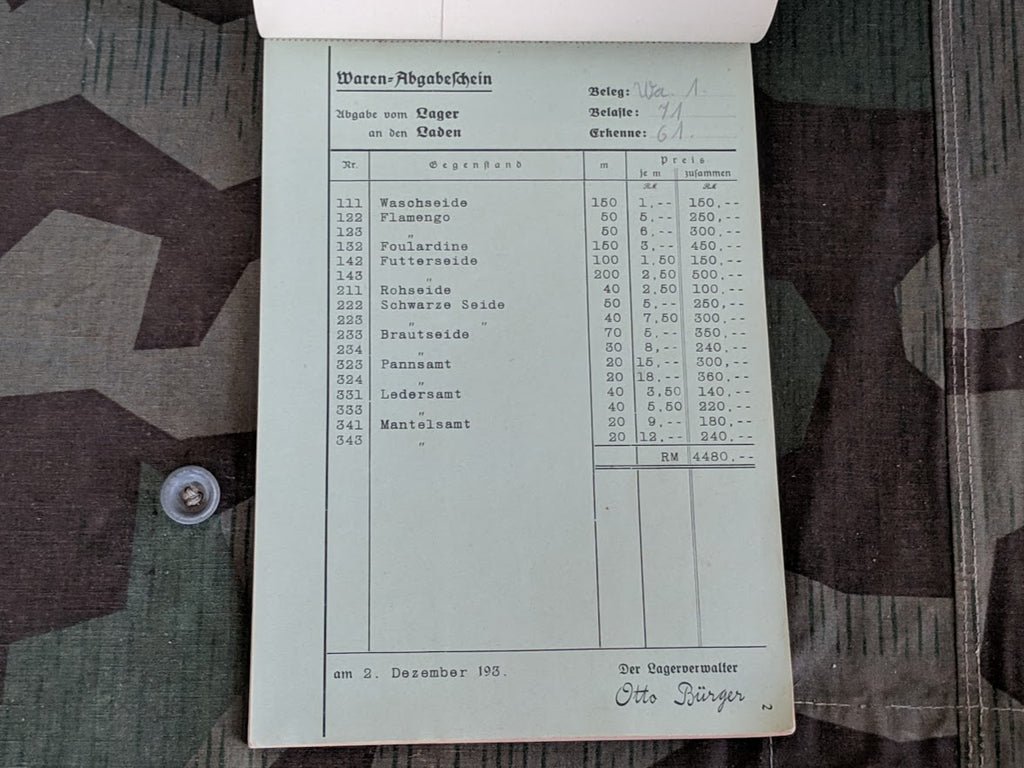 Waren-Abgabeschein
Abgabe vom Lager
an den Laden
Beleg: Wa. 1.
Belaste: 71
Erkenne: 61.
Nr. Gegenstand m Preis
je m zusammen
RM RM
111 Waschseide 150 1,-- 150,--
122 Flamengo 50 5,-- 250,--
123 " 50 6,-- 300,--
132 Foulardine 150 3,-- 450,--
142 Futterseide 100 1,50 150,--
143 " 200 2,50 500,--
211 Rohseide 40 2,50 100,--
222 Schwarze Seide 50 5,-- 250,--
223 " " 40 7,50 300,--
233 Brautseide 70 5,-- 350,--
234 " 30 8,-- 240,--
323 Pannsamt 20 15,-- 300,--
324 " 20 18,-- 360,--
331 Ledersamt 40 3,50 140,--
333 " 40 5,50 220,--
341 Mantelsamt 20 9,-- 180,--
343 " 20 12,-- 240,--
RM 4480,--
am 2. Dezember 193.
Der Lagerverwalter
Otto Bürger
2